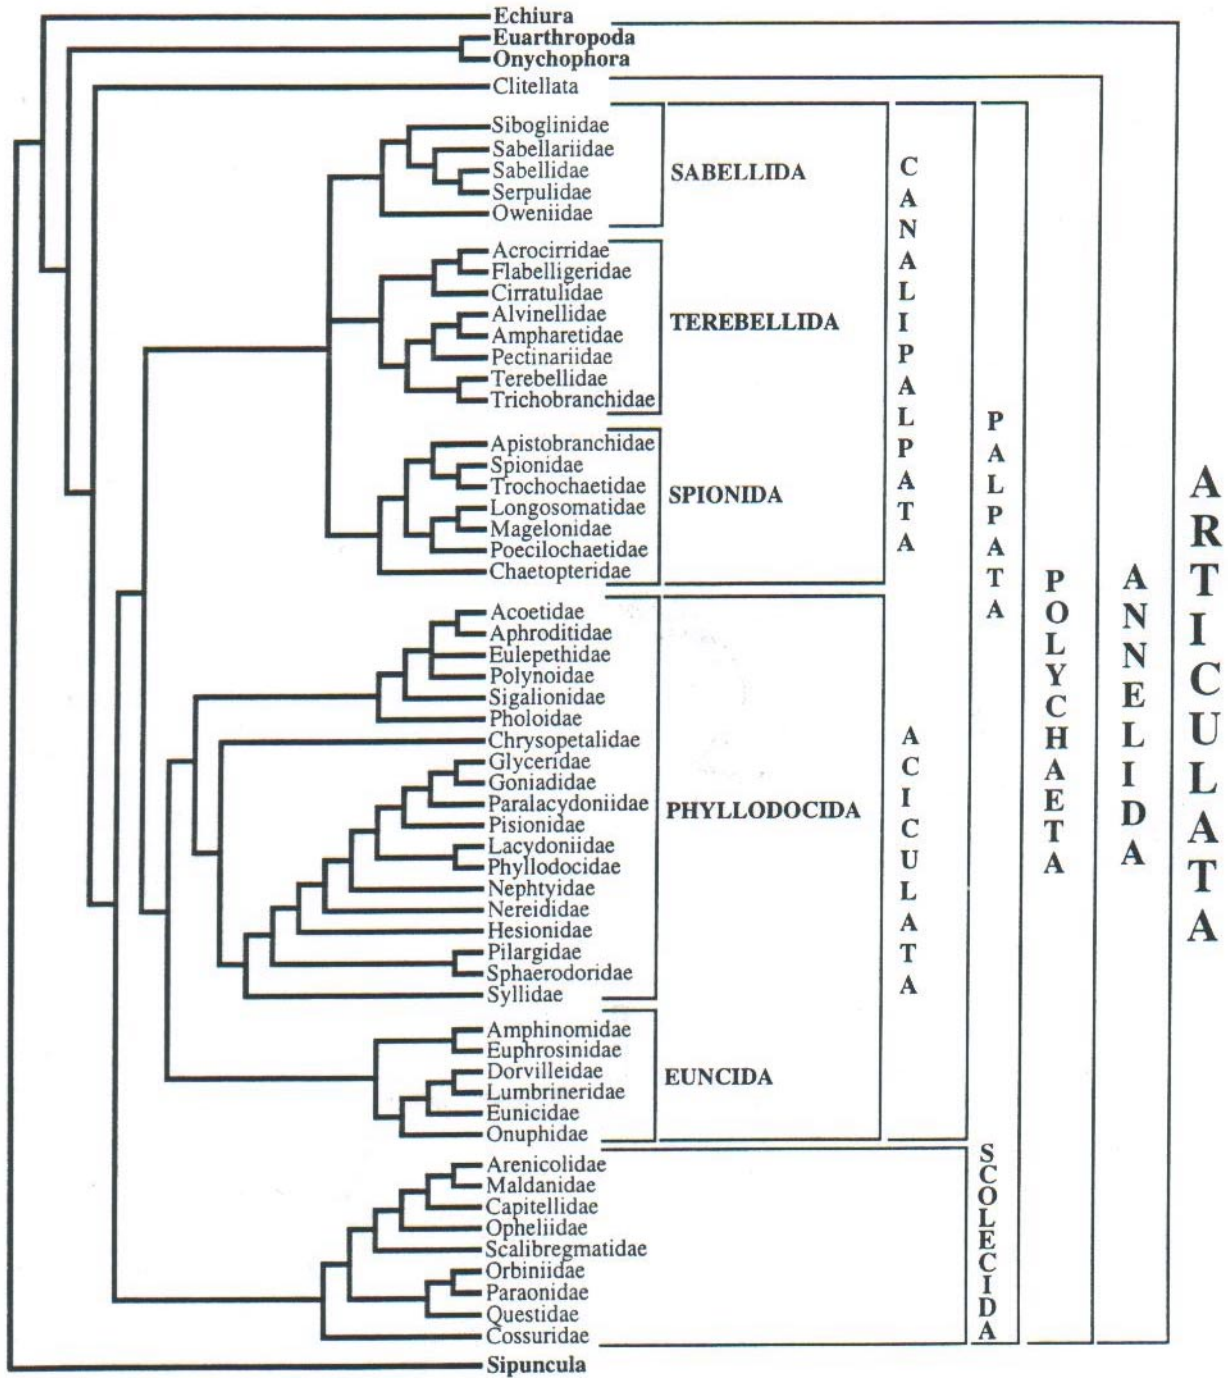 Echiura
Euarthropoda
Onychophora
Clitellata
Siboglinidae
Sabellariidae
Sabellidae
Serpulidae
Oweniidae
SABELLIDA
Acrocirridae
Flabelligeridae
Cirratulidae
Alvinellidae
Ampharetidae
Pectinariidae
Terebellidae
Trichobranchidae
TEREBELLIDA
Apistobranchidae
Spionidae
Trochochaetidae
Longosomatidae
Magelonidae
Poecilochaetidae
Chaetopteridae
SPIONIDA
CANALIPALPATA
Acoetidae
Aphroditidae
Eulepethidae
Polynoidae
Sigalionidae
Pholoidae
Chrysopetalidae
Glyceridae
Goniadidae
Paralacydoniidae
Pisionidae
Lacydoniidae
Phyllodocidae
Nephtyidae
Nereididae
Hesionidae
Pilargidae
Sphaerodoridae
Syllidae
PHYLLODOCIDA
Amphinomidae
Euphrosinidae
Dorvilleidae
Lumbrineridae
Eunicidae
Onuphidae
EUNCIDA
ACICULATA
PALPATA
Arenicolidae
Maldanidae
Capitellidae
Opheliidae
Scalibregmatidae
Orbiniidae
Paraonidae
Questidae
Cossuridae
SCOLECIDA
POLYCHAETA
ANNELIDA
ARTICULATA
Sipuncula